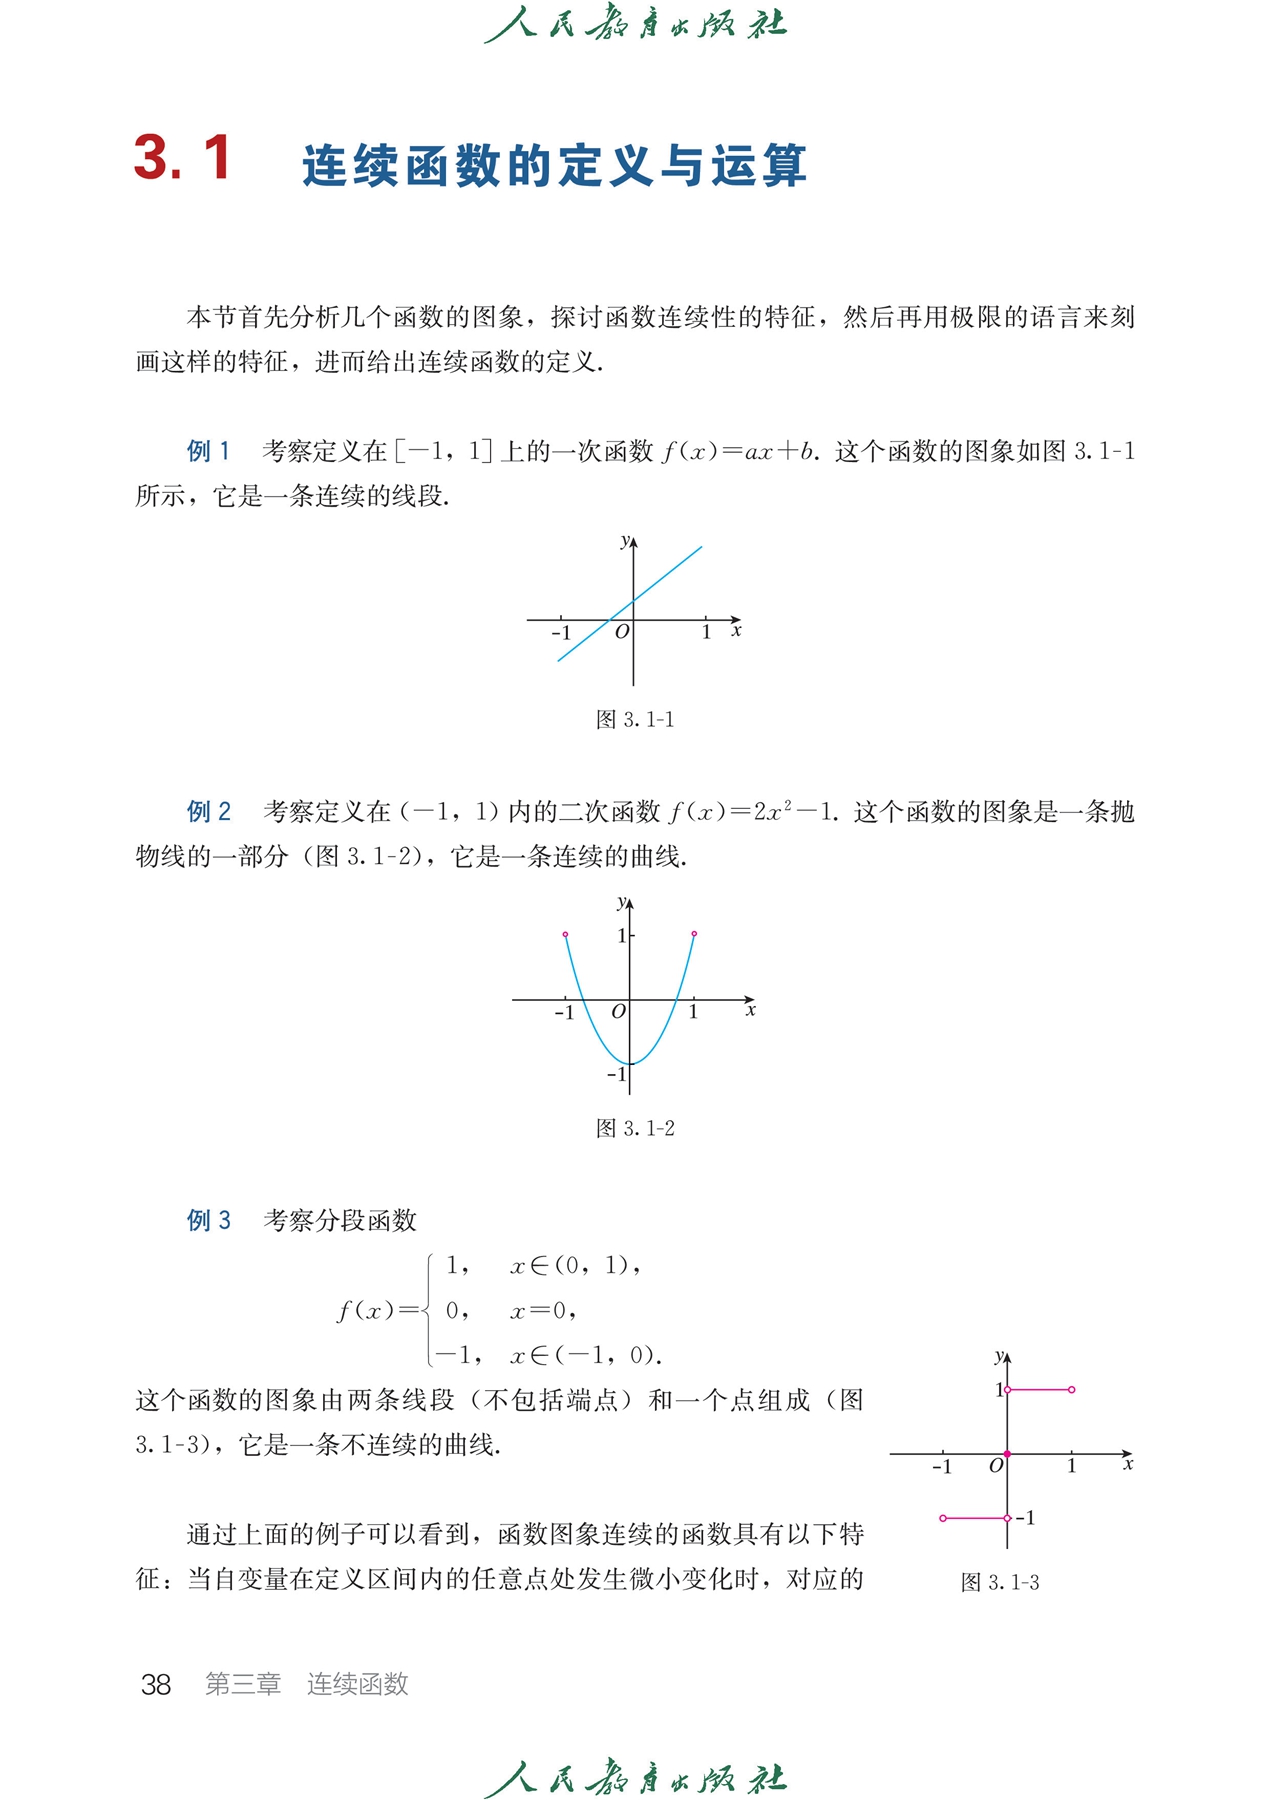 人民教育出版社
3.1 连续函数的定义与运算
本节首先分析几个函数的图象，探讨函数连续性的特征，然后再用极限的语言来刻
画这样的特征，进而给出连续函数的定义.
例1 考察定义在[−1，1]上的一次函数 f(x)=ax+b. 这个函数的图象如图 3.1-1
所示，它是一条连续的线段.
y
-1 O 1 x
图 3.1-1
例2 考察定义在(−1，1)内的二次函数 f(x)=2x²−1. 这个函数的图象是一条抛
物线的一部分（图 3.1-2），它是一条连续的曲线.
y
1
-1 O 1 x
-1
图 3.1-2
例3 考察分段函数
1， x∈(0，1)，
f(x)={ 0， x=0，
−1， x∈(−1，0).
这个函数的图象由两条线段（不包括端点）和一个点组成（图
3.1-3），它是一条不连续的曲线.
通过上面的例子可以看到，函数图象连续的函数具有以下特
征：当自变量在定义区间内的任意点处发生微小变化时，对应的
y
1
-1 O 1 x
-1
图 3.1-3
38 第三章 连续函数
人民教育出版社